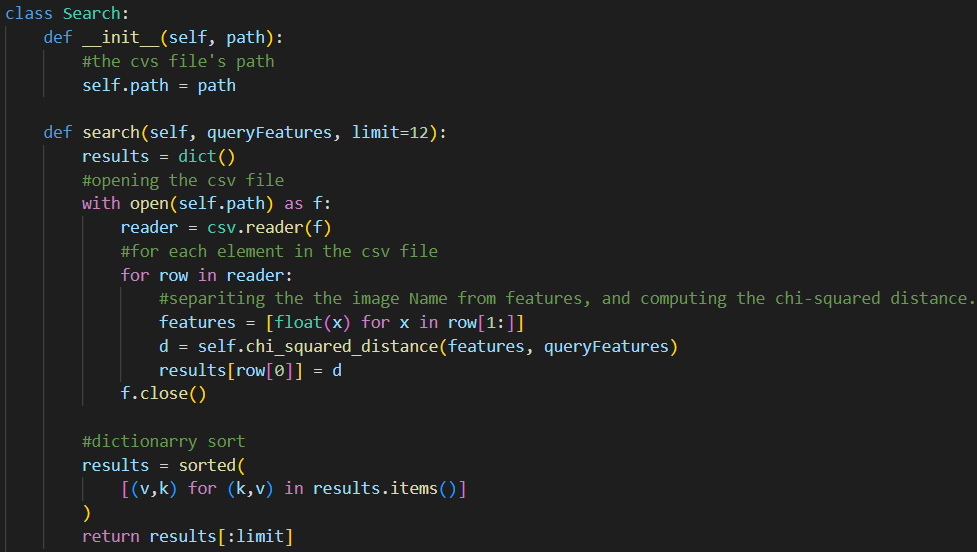 class Search:
    def __init__(self, path):
        #the cvs file's path
        self.path = path

    def search(self, queryFeatures, limit=12):
        results = dict()
        #opening the csv file
        with open(self.path) as f:
            reader = csv.reader(f)
            #for each element in the csv file
            for row in reader:
                #separiting the the image Name from features, and computing the chi-squared distance.
                features = [float(x) for x in row[1:]]
                d = self.chi_squared_distance(features, queryFeatures)
                results[row[0]] = d
            f.close()

        #dictionarry sort
        results = sorted(
            [(v,k) for (k,v) in results.items()]
        )
        return results[:limit]